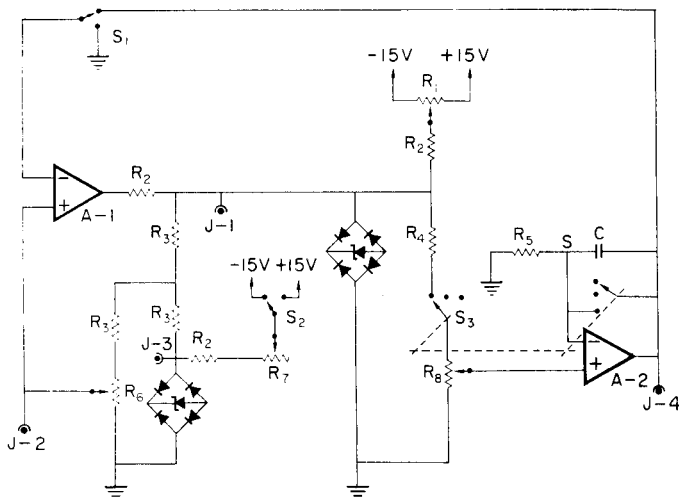 S₁
-15V +15V
R₁
R₂
-
+
A-1
R₂
J-1
R₃
R₄
R₅
S
C
-15V +15V
S₂
S₃
R₃
R₃
J-3
R₂
R₇
R₆
R₈
-
+
A-2
J-2
J-4